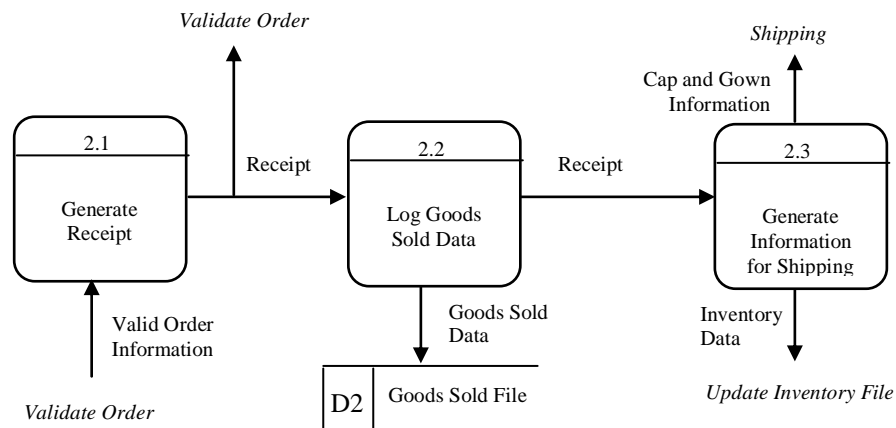 Validate Order
Shipping
Cap and Gown
Information
2.1
Generate
Receipt
Receipt
2.2
Log Goods
Sold Data
Receipt
2.3
Generate
Information
for Shipping
Valid Order
Information
Goods Sold
Data
Inventory
Data
Validate Order
D2
Goods Sold File
Update Inventory File